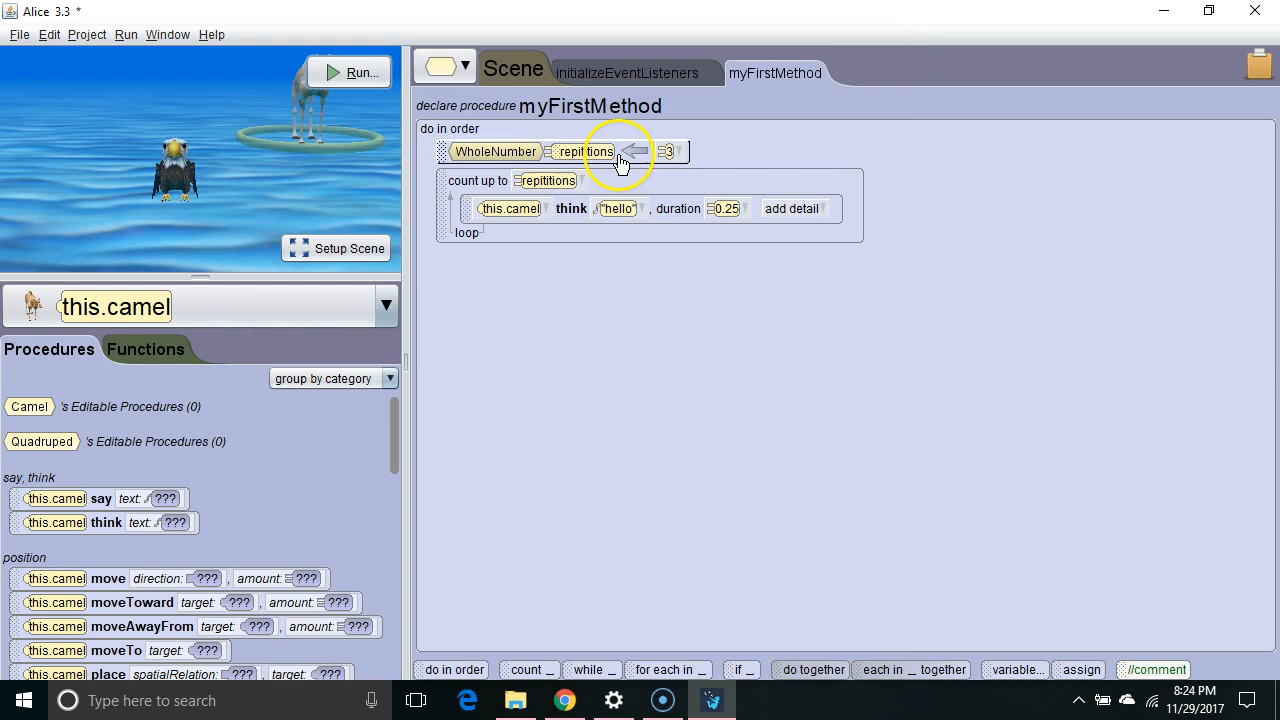 Alice 3.3 *
File Edit Project Run Window Help
Run...
Setup Scene
Scene initializeEventListeners myFirstMethod
declare procedure myFirstMethod
do in order
WholeNumber repititions 3
count up to repititions
this.camel think "hello" , duration 0.25 add detail
loop
this.camel
Procedures Functions
group by category
Camel 's Editable Procedures (0)
Quadruped 's Editable Procedures (0)
say, think
this.camel say text: ???
this.camel think text: ???
position
this.camel move direction: ??? , amount: ???
this.camel moveToward target: ??? , amount: ???
this.camel moveAwayFrom target: ??? , amount: ???
this.camel moveTo target: ???
this.camel place spatialRelation: ??? , target: ???
do in order count _ while _ for each in _ if _ do together each in _ together variable... assign //comment
Type here to search
8:24 PM
11/29/2017